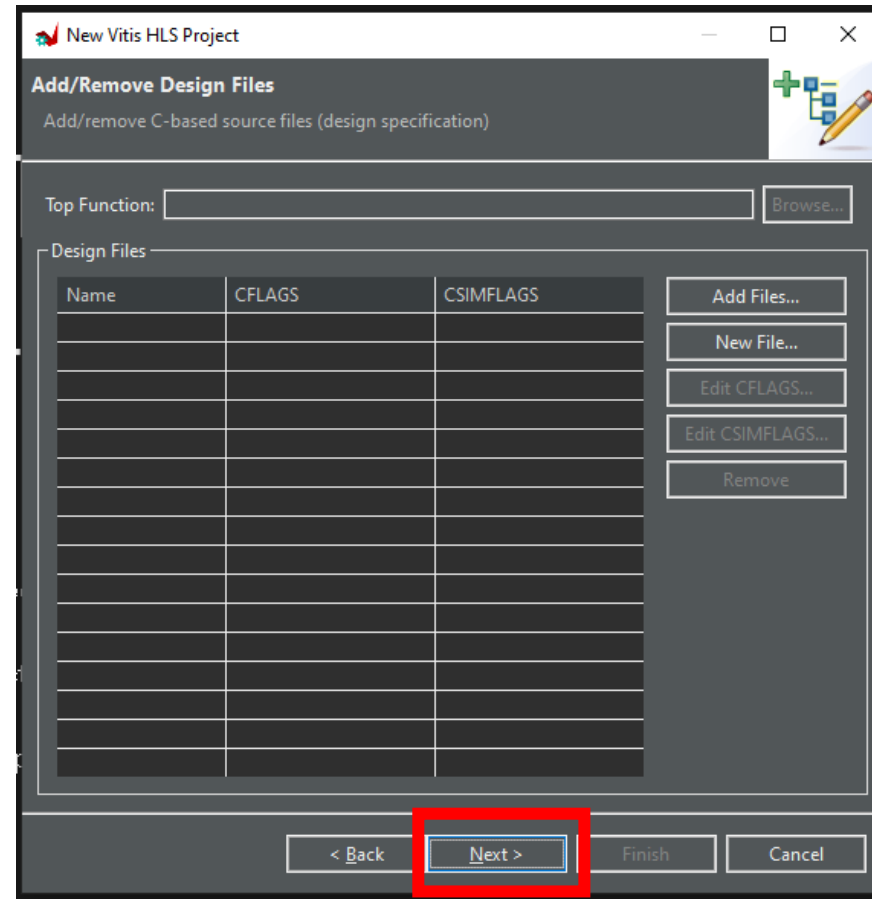 New Vitis HLS Project
Add/Remove Design Files
Add/remove C-based source files (design specification)
Top Function:
Browse...
Design Files
Name CFLAGS CSIMFLAGS
Add Files...
New File...
Edit CFLAGS...
Edit CSIMFLAGS...
Remove
< Back Next > Finish Cancel